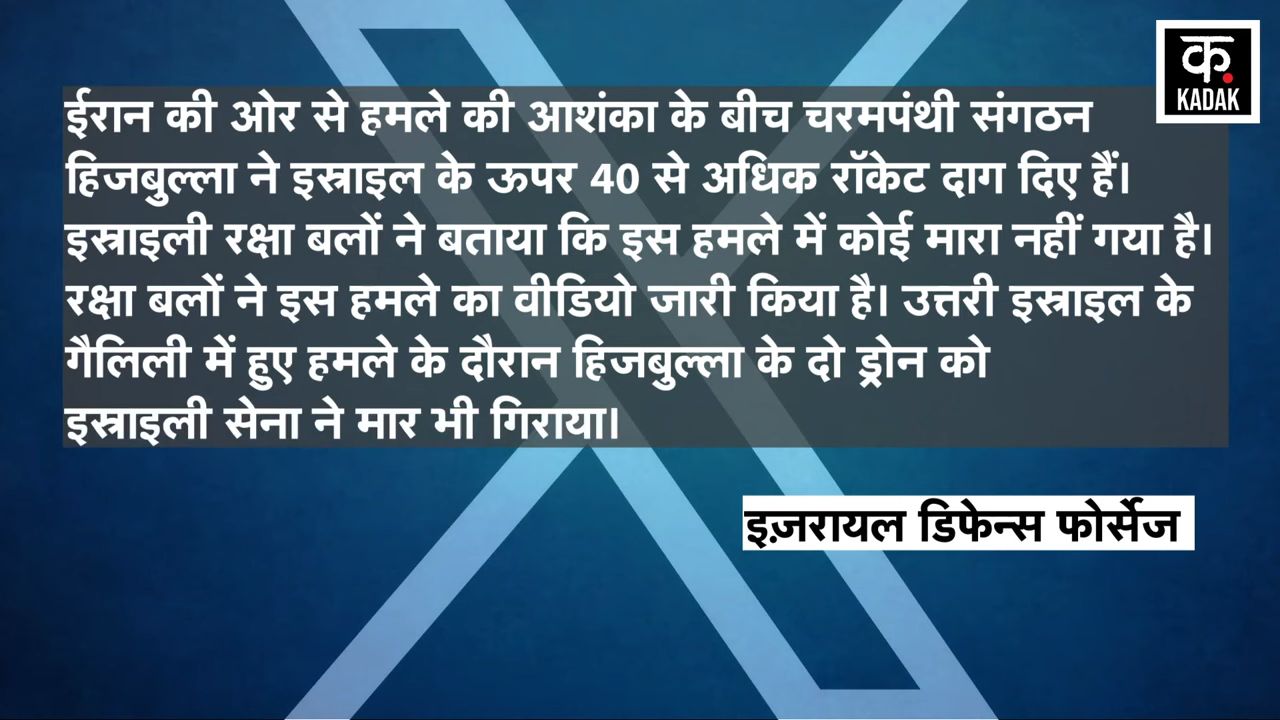 क
KADAK
ईरान की ओर से हमले की आशंका के बीच चरमपंथी संगठन
हिजबुल्ला ने इस्राइल के ऊपर 40 से अधिक रॉकेट दाग दिए हैं।
इस्राइली रक्षा बलों ने बताया कि इस हमले में कोई मारा नहीं गया है।
रक्षा बलों ने इस हमले का वीडियो जारी किया है। उत्तरी इस्राइल के
गैलिली में हुए हमले के दौरान हिजबुल्ला के दो ड्रोन को
इस्राइली सेना ने मार भी गिराया।
इज़रायल डिफेन्स फोर्सेज